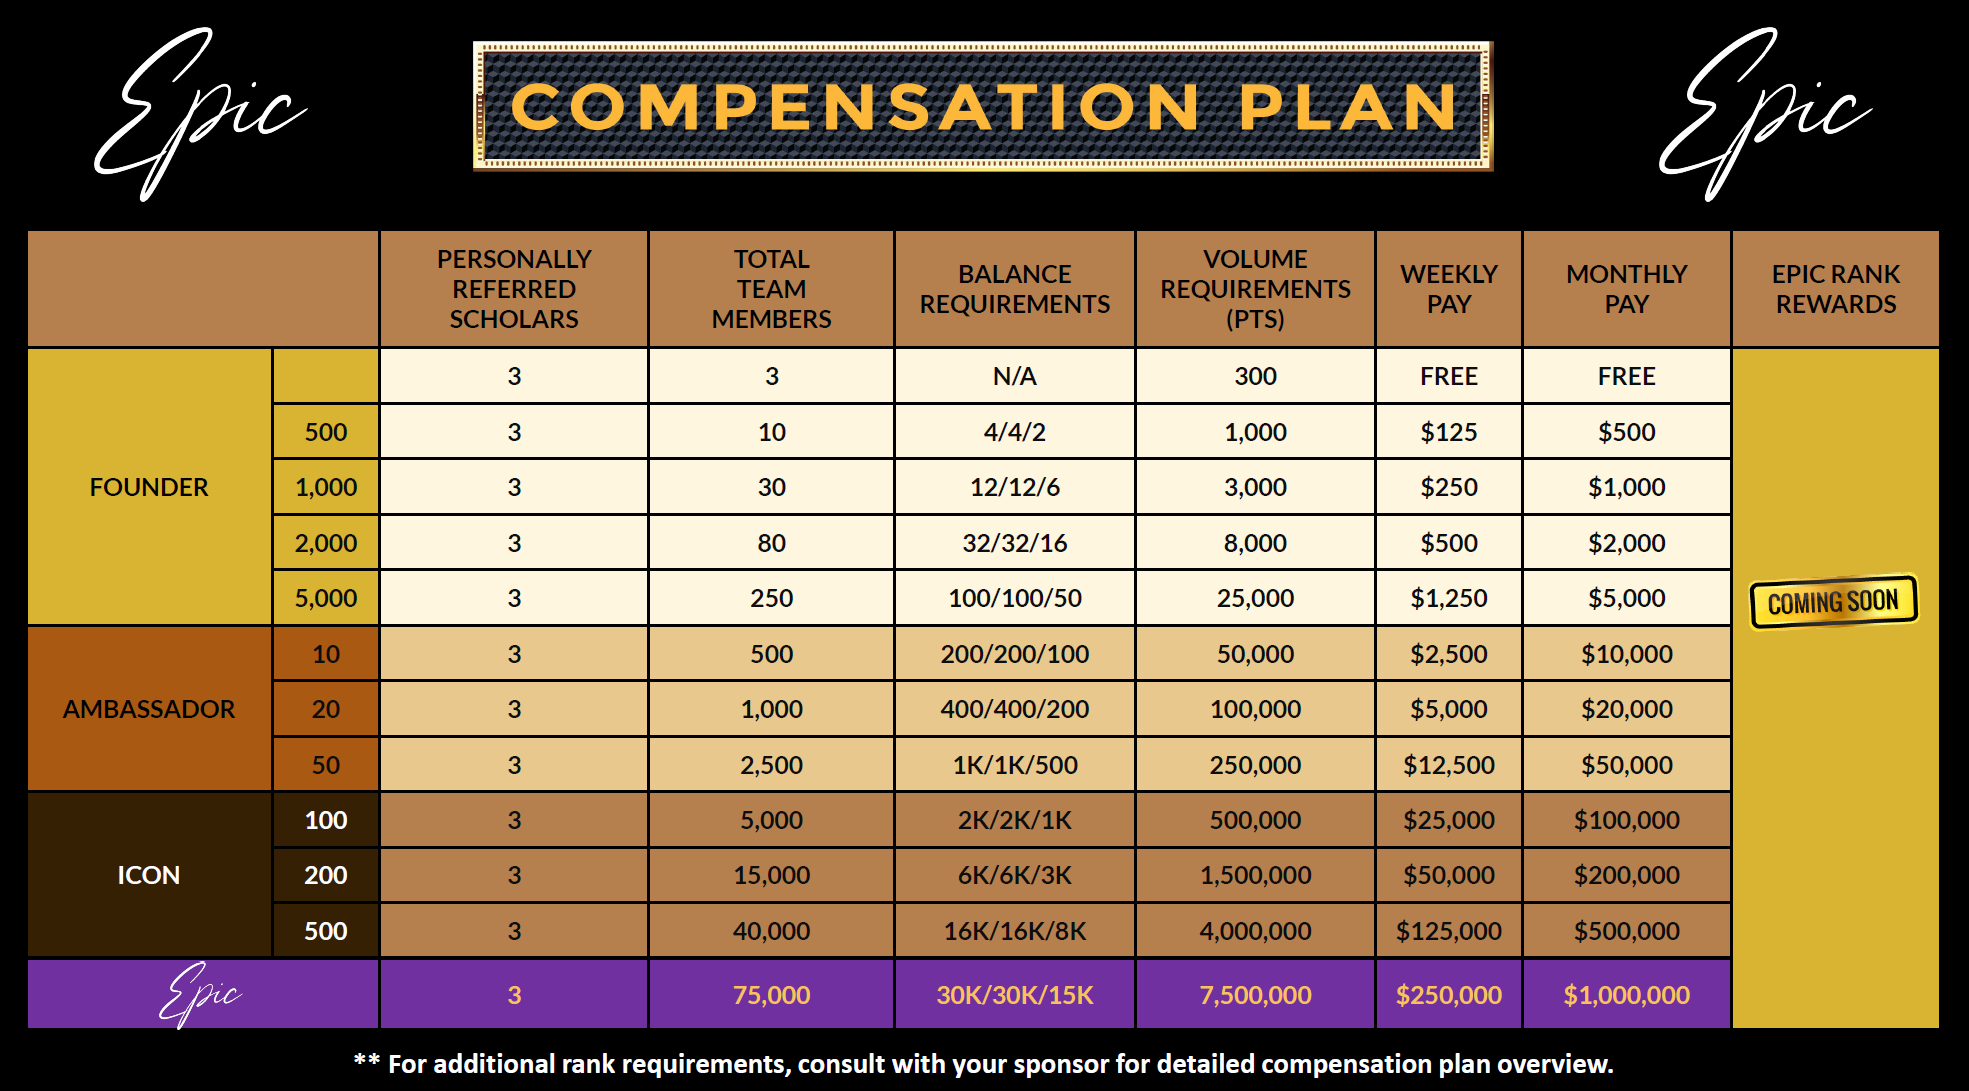 Epic
COMPENSATION PLAN
Epic
PERSONALLY REFERRED SCHOLARS
TOTAL TEAM MEMBERS
BALANCE REQUIREMENTS
VOLUME REQUIREMENTS (PTS)
WEEKLY PAY
MONTHLY PAY
EPIC RANK REWARDS
FOUNDER
3 3 N/A 300 FREE FREE
500 3 10 4/4/2 1,000 $125 $500
1,000 3 30 12/12/6 3,000 $250 $1,000
2,000 3 80 32/32/16 8,000 $500 $2,000
5,000 3 250 100/100/50 25,000 $1,250 $5,000
COMING SOON
AMBASSADOR
10 3 500 200/200/100 50,000 $2,500 $10,000
20 3 1,000 400/400/200 100,000 $5,000 $20,000
50 3 2,500 1K/1K/500 250,000 $12,500 $50,000
ICON
100 3 5,000 2K/2K/1K 500,000 $25,000 $100,000
200 3 15,000 6K/6K/3K 1,500,000 $50,000 $200,000
500 3 40,000 16K/16K/8K 4,000,000 $125,000 $500,000
Epic 3 75,000 30K/30K/15K 7,500,000 $250,000 $1,000,000
** For additional rank requirements, consult with your sponsor for detailed compensation plan overview.